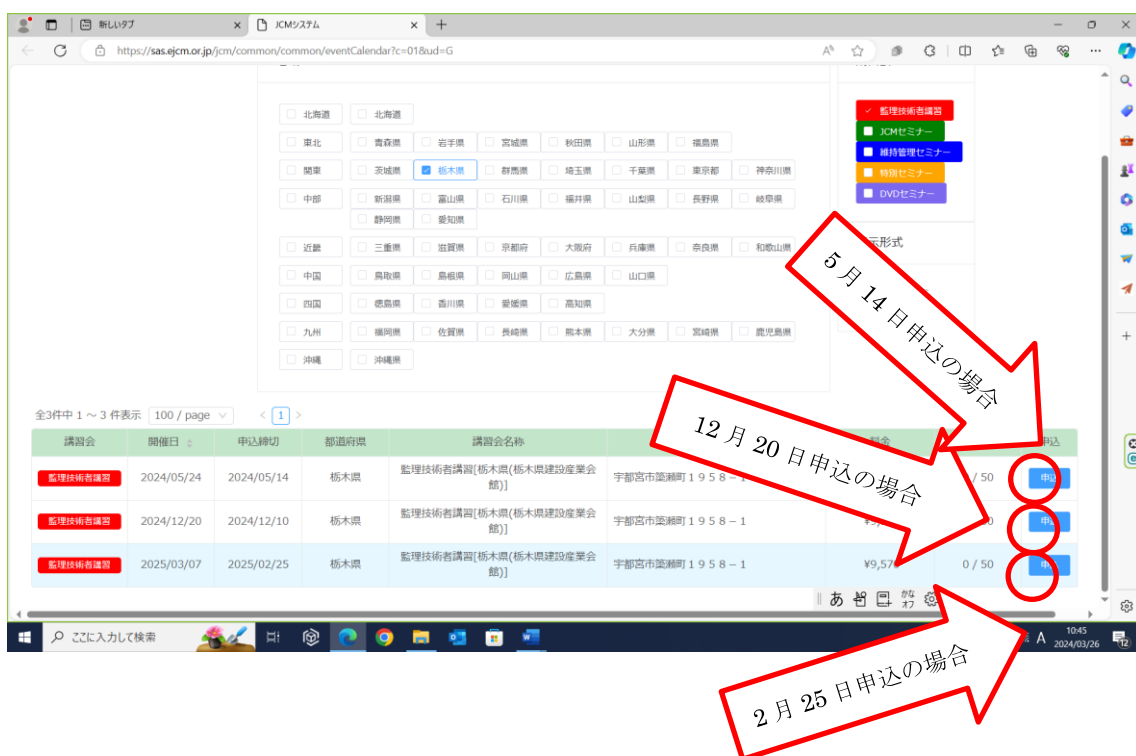 新しいタブ
JCMシステム
https://sas.ejcm.or.jp/jcm/common/common/eventCalendar?c=01&ud=G
北海道 北海道
東北 青森県 岩手県 宮城県 秋田県 山形県 福島県
関東 茨城県 栃木県 群馬県 埼玉県 千葉県 東京都 神奈川県
中部 新潟県 富山県 石川県 福井県 山梨県 長野県 岐阜県
静岡県 愛知県
近畿 三重県 滋賀県 京都府 大阪府 兵庫県 奈良県 和歌山県
中国 鳥取県 島根県 岡山県 広島県 山口県
四国 徳島県 香川県 愛媛県 高知県
九州 福岡県 佐賀県 長崎県 熊本県 大分県 宮崎県 鹿児島県
沖縄 沖縄県
監理技術者講習
JCMセミナー
維持管理セミナー
特別セミナー
DVDセミナー
示形式
5月14日申込の場合
12月20日申込の場合
全3件中 1 ～ 3 件表示 100 / page < 1 >
講習会 開催日 申込締切 都道府県 講習会名称 申込
監理技術者講習 2024/05/24 2024/05/14 栃木県 監理技術者講習[栃木県(栃木県建設産業会
館)] 宇都宮市簗瀬町１９５８－１ / 50
監理技術者講習 2024/12/20 2024/12/10 栃木県 監理技術者講習[栃木県(栃木県建設産業会
館)] 宇都宮市簗瀬町１９５８－１
監理技術者講習 2025/03/07 2025/02/25 栃木県 監理技術者講習[栃木県(栃木県建設産業会
館)] 宇都宮市簗瀬町１９５８－１ ¥9,570 0 / 50
あ
ここに入力して検索
A 10:45
2024/03/26
2月25日申込の場合